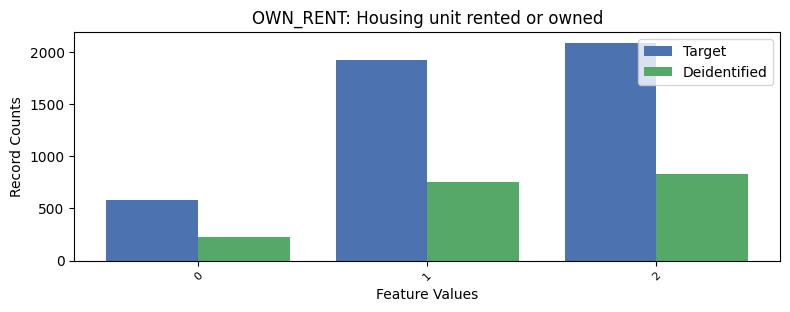 OWN_RENT: Housing unit rented or owned
Target
Deidentified
2000
1500
1000
500
0
Record Counts
0
1
2
Feature Values